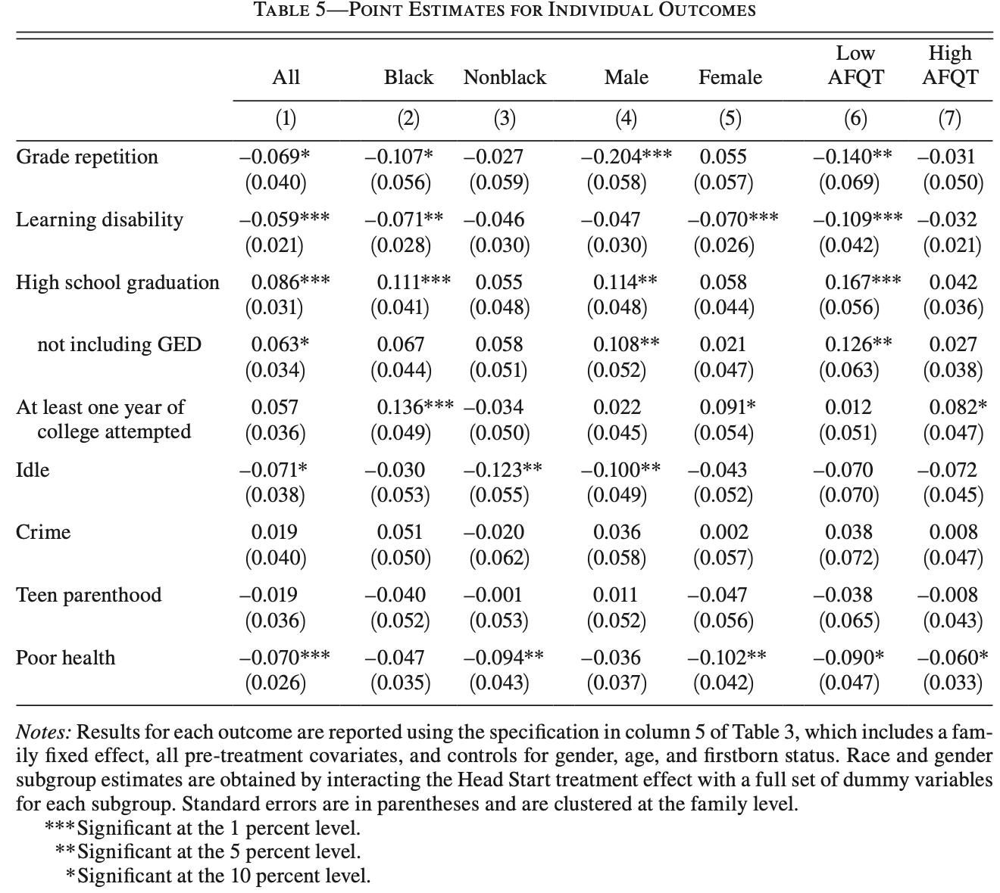 TABLE 5—POINT ESTIMATES FOR INDIVIDUAL OUTCOMES
Low High
All Black Nonblack Male Female AFQT AFQT
(1) (2) (3) (4) (5) (6) (7)
Grade repetition −0.069* −0.107* −0.027 −0.204*** 0.055 −0.140** −0.031
(0.040) (0.056) (0.059) (0.058) (0.057) (0.069) (0.050)
Learning disability −0.059*** −0.071** −0.046 −0.047 −0.070*** −0.109*** −0.032
(0.021) (0.028) (0.030) (0.030) (0.026) (0.042) (0.021)
High school graduation 0.086*** 0.111*** 0.055 0.114** 0.058 0.167*** 0.042
(0.031) (0.041) (0.048) (0.048) (0.044) (0.056) (0.036)
not including GED 0.063* 0.067 0.058 0.108** 0.021 0.126** 0.027
(0.034) (0.044) (0.051) (0.052) (0.047) (0.063) (0.038)
At least one year of 0.057 0.136*** −0.034 0.022 0.091* 0.012 0.082*
college attempted (0.036) (0.049) (0.050) (0.045) (0.054) (0.051) (0.047)
Idle −0.071* −0.030 −0.123** −0.100** −0.043 −0.070 −0.072
(0.038) (0.053) (0.055) (0.049) (0.052) (0.070) (0.045)
Crime 0.019 0.051 −0.020 0.036 0.002 0.038 0.008
(0.040) (0.050) (0.062) (0.058) (0.057) (0.072) (0.047)
Teen parenthood −0.019 −0.040 −0.001 0.011 −0.047 −0.038 −0.008
(0.036) (0.052) (0.053) (0.052) (0.056) (0.065) (0.043)
Poor health −0.070*** −0.047 −0.094** −0.036 −0.102** −0.090* −0.060*
(0.026) (0.035) (0.043) (0.037) (0.042) (0.047) (0.033)
Notes: Results for each outcome are reported using the specification in column 5 of Table 3, which includes a fam-
ily fixed effect, all pre-treatment covariates, and controls for gender, age, and firstborn status. Race and gender
subgroup estimates are obtained by interacting the Head Start treatment effect with a full set of dummy variables
for each subgroup. Standard errors are in parentheses and are clustered at the family level.
***Significant at the 1 percent level.
**Significant at the 5 percent level.
*Significant at the 10 percent level.